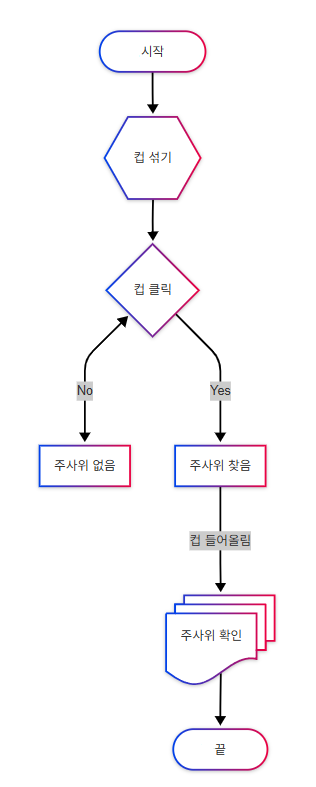 시작
컵 섞기
컵 클릭
No
Yes
주사위 없음
주사위 찾음
컵 들어올림
주사위 확인
끝